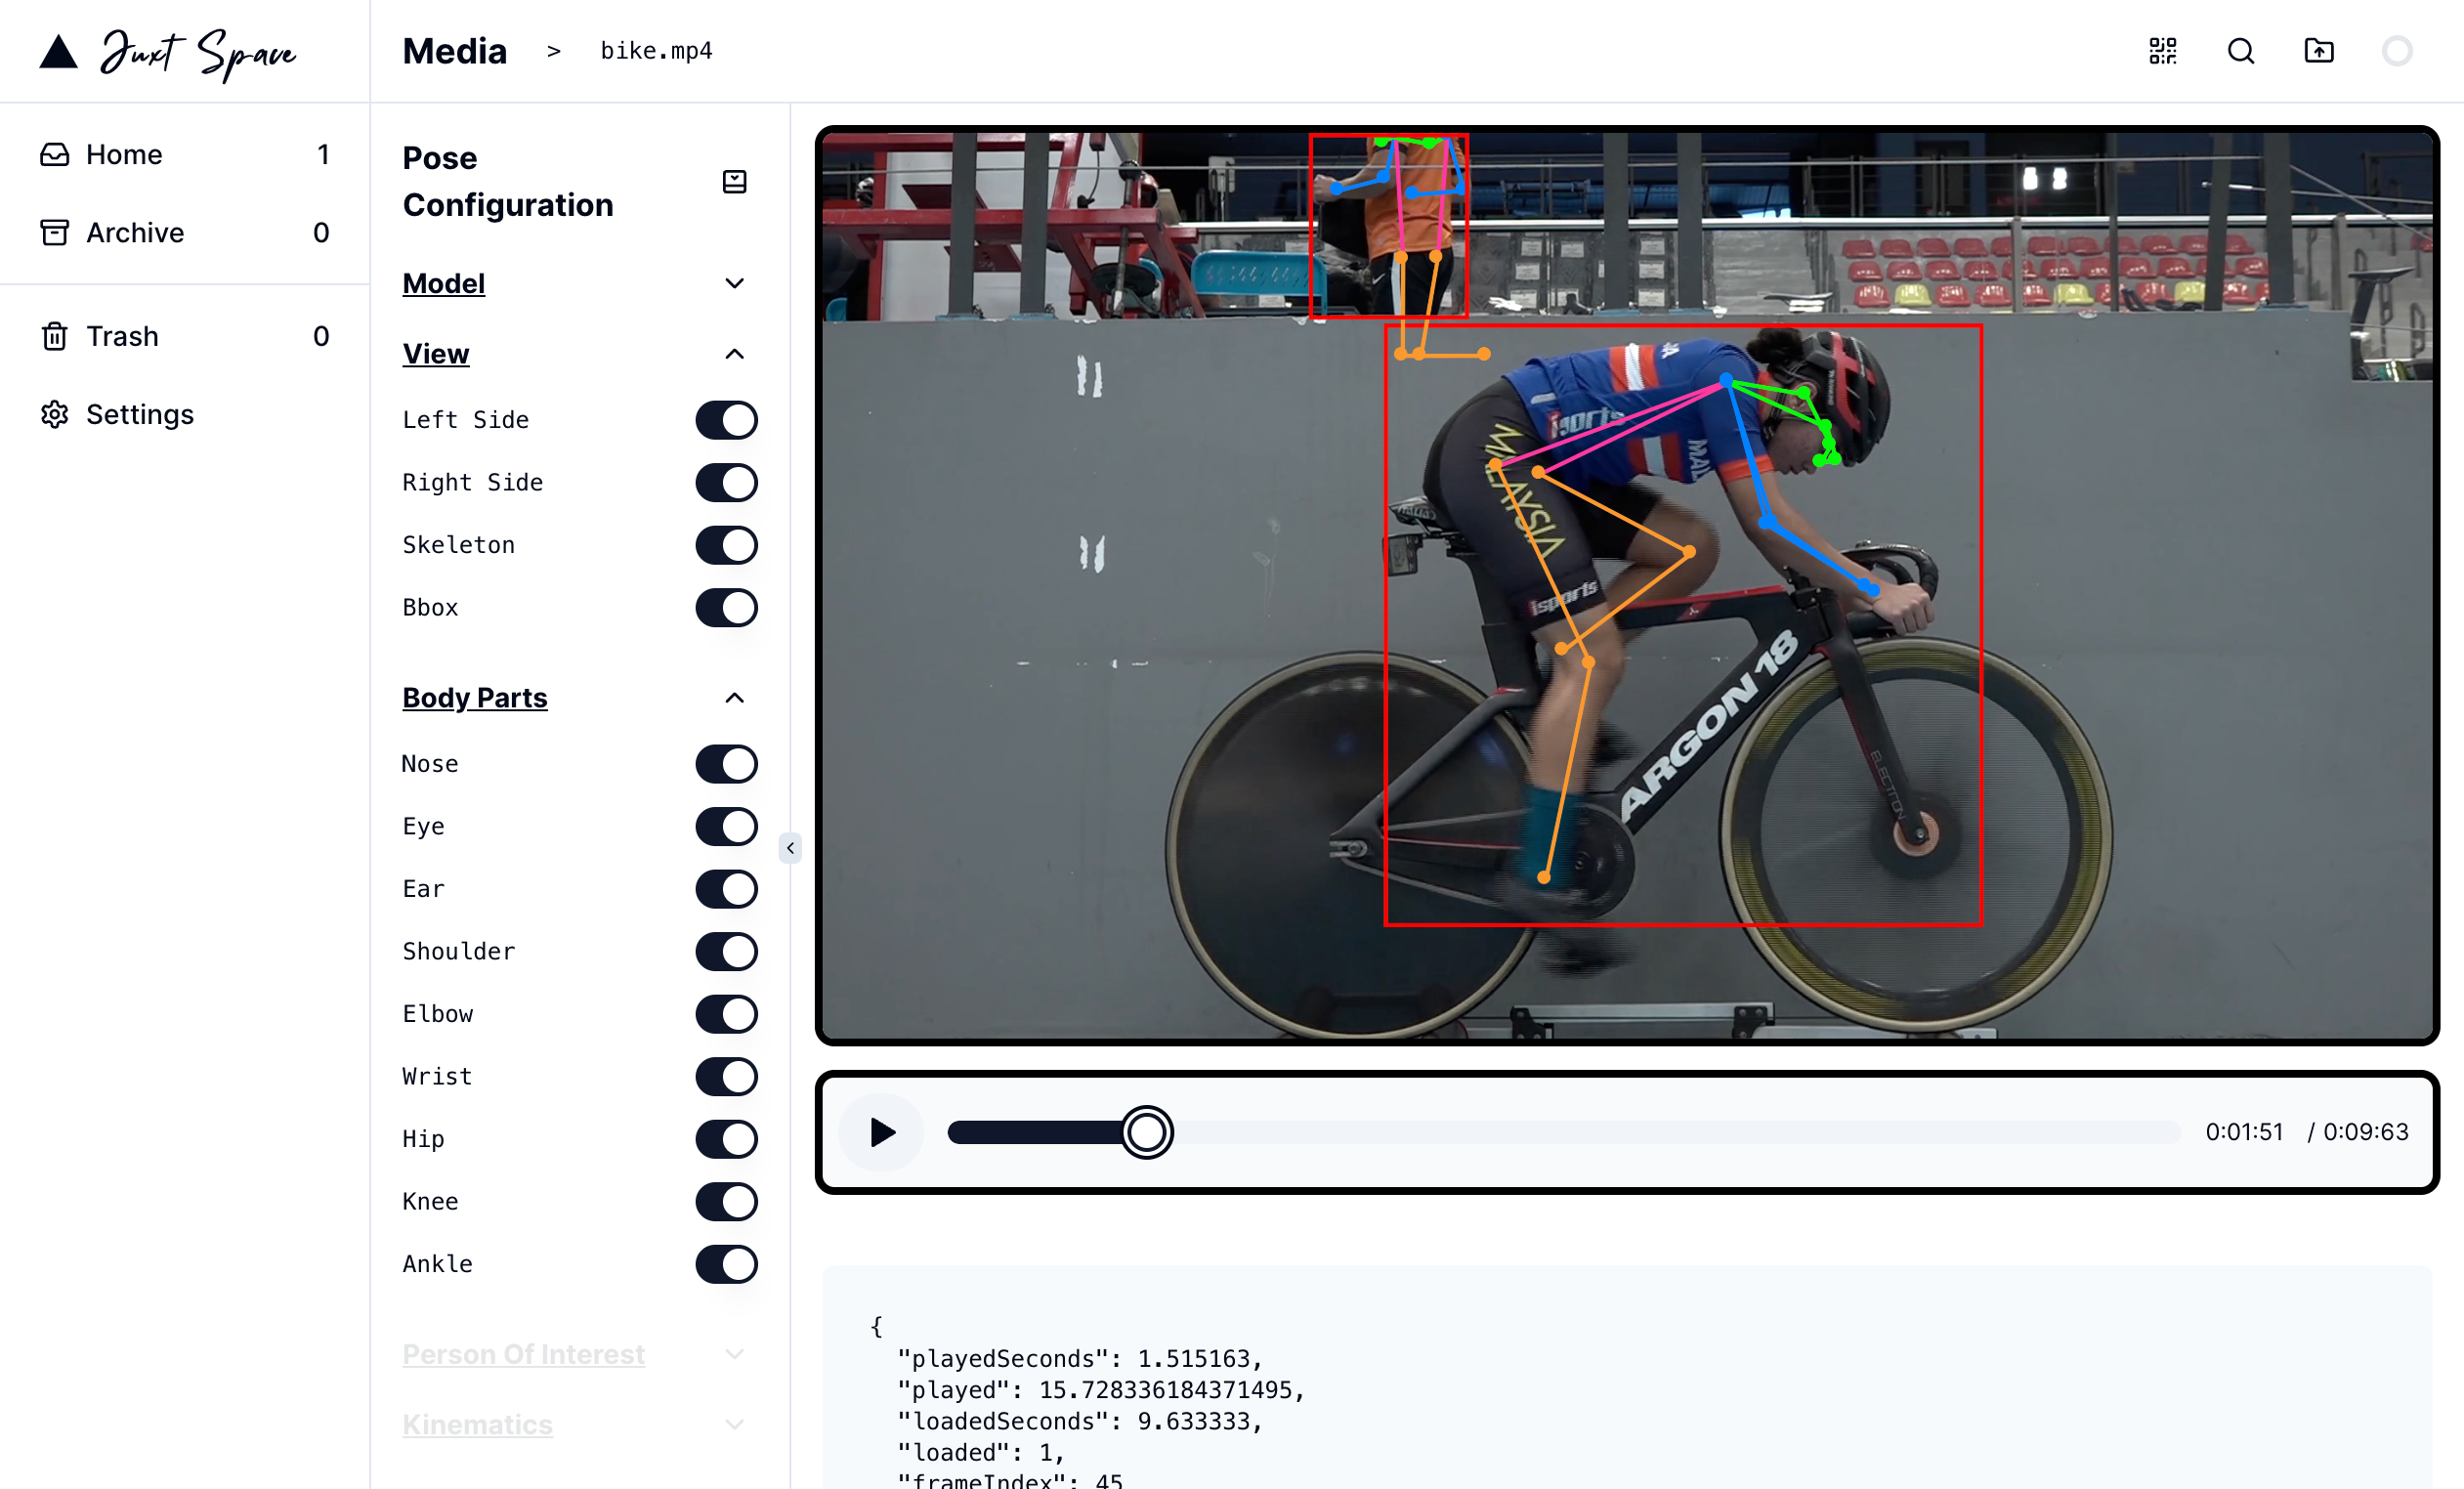 Juxt Space
Media > bike.mp4
Home 1
Archive 0
Trash 0
Settings
Pose
Configuration
Model
View
Left Side
Right Side
Skeleton
Bbox
Body Parts
Nose
Eye
Ear
Shoulder
Elbow
Wrist
Hip
Knee
Ankle
Person Of Interest
Kinematics
isports
MALAYSIA
isports
ARGON 18
ELECTRON
0:01:51 / 0:09:63
{
"playedSeconds": 1.515163,
"played": 15.728336184371495,
"loadedSeconds": 9.633333,
"loaded": 1,
"frameIndex": 45